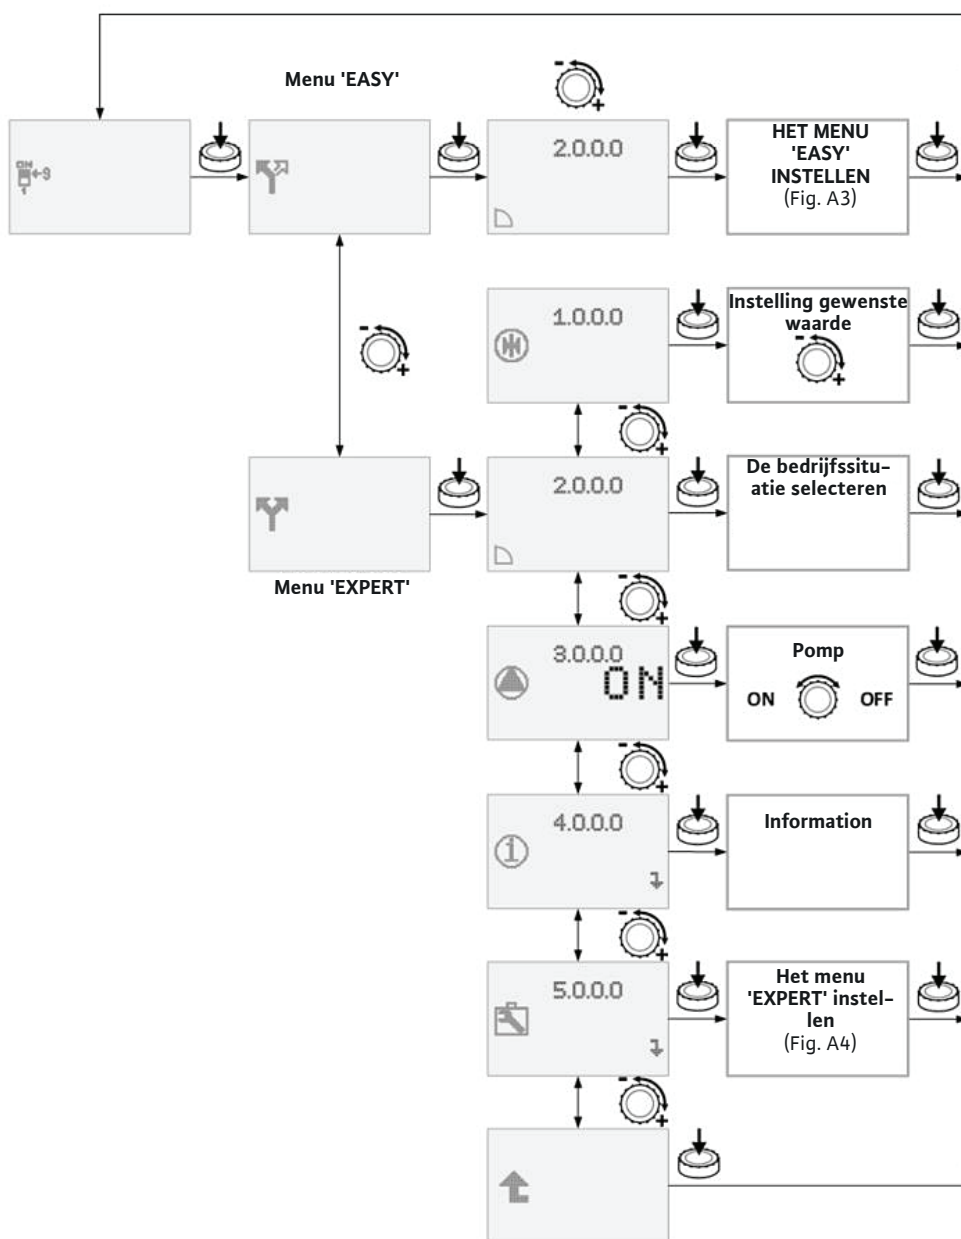 Menu 'EASY'
- +
ON
←S
1
2.0.0.0
HET MENU
'EASY'
INSTELLEN
(Fig. A3)
- +
1.0.0.0
Instelling gewenste
waarde
- +
- +
2.0.0.0
De bedrijfssitu-
atie selecteren
Menu 'EXPERT'
- +
3.0.0.0
ON
Pomp
ON OFF
- +
4.0.0.0
i
Information
- +
5.0.0.0
Het menu
'EXPERT' instel-
len
(Fig. A4)
- +